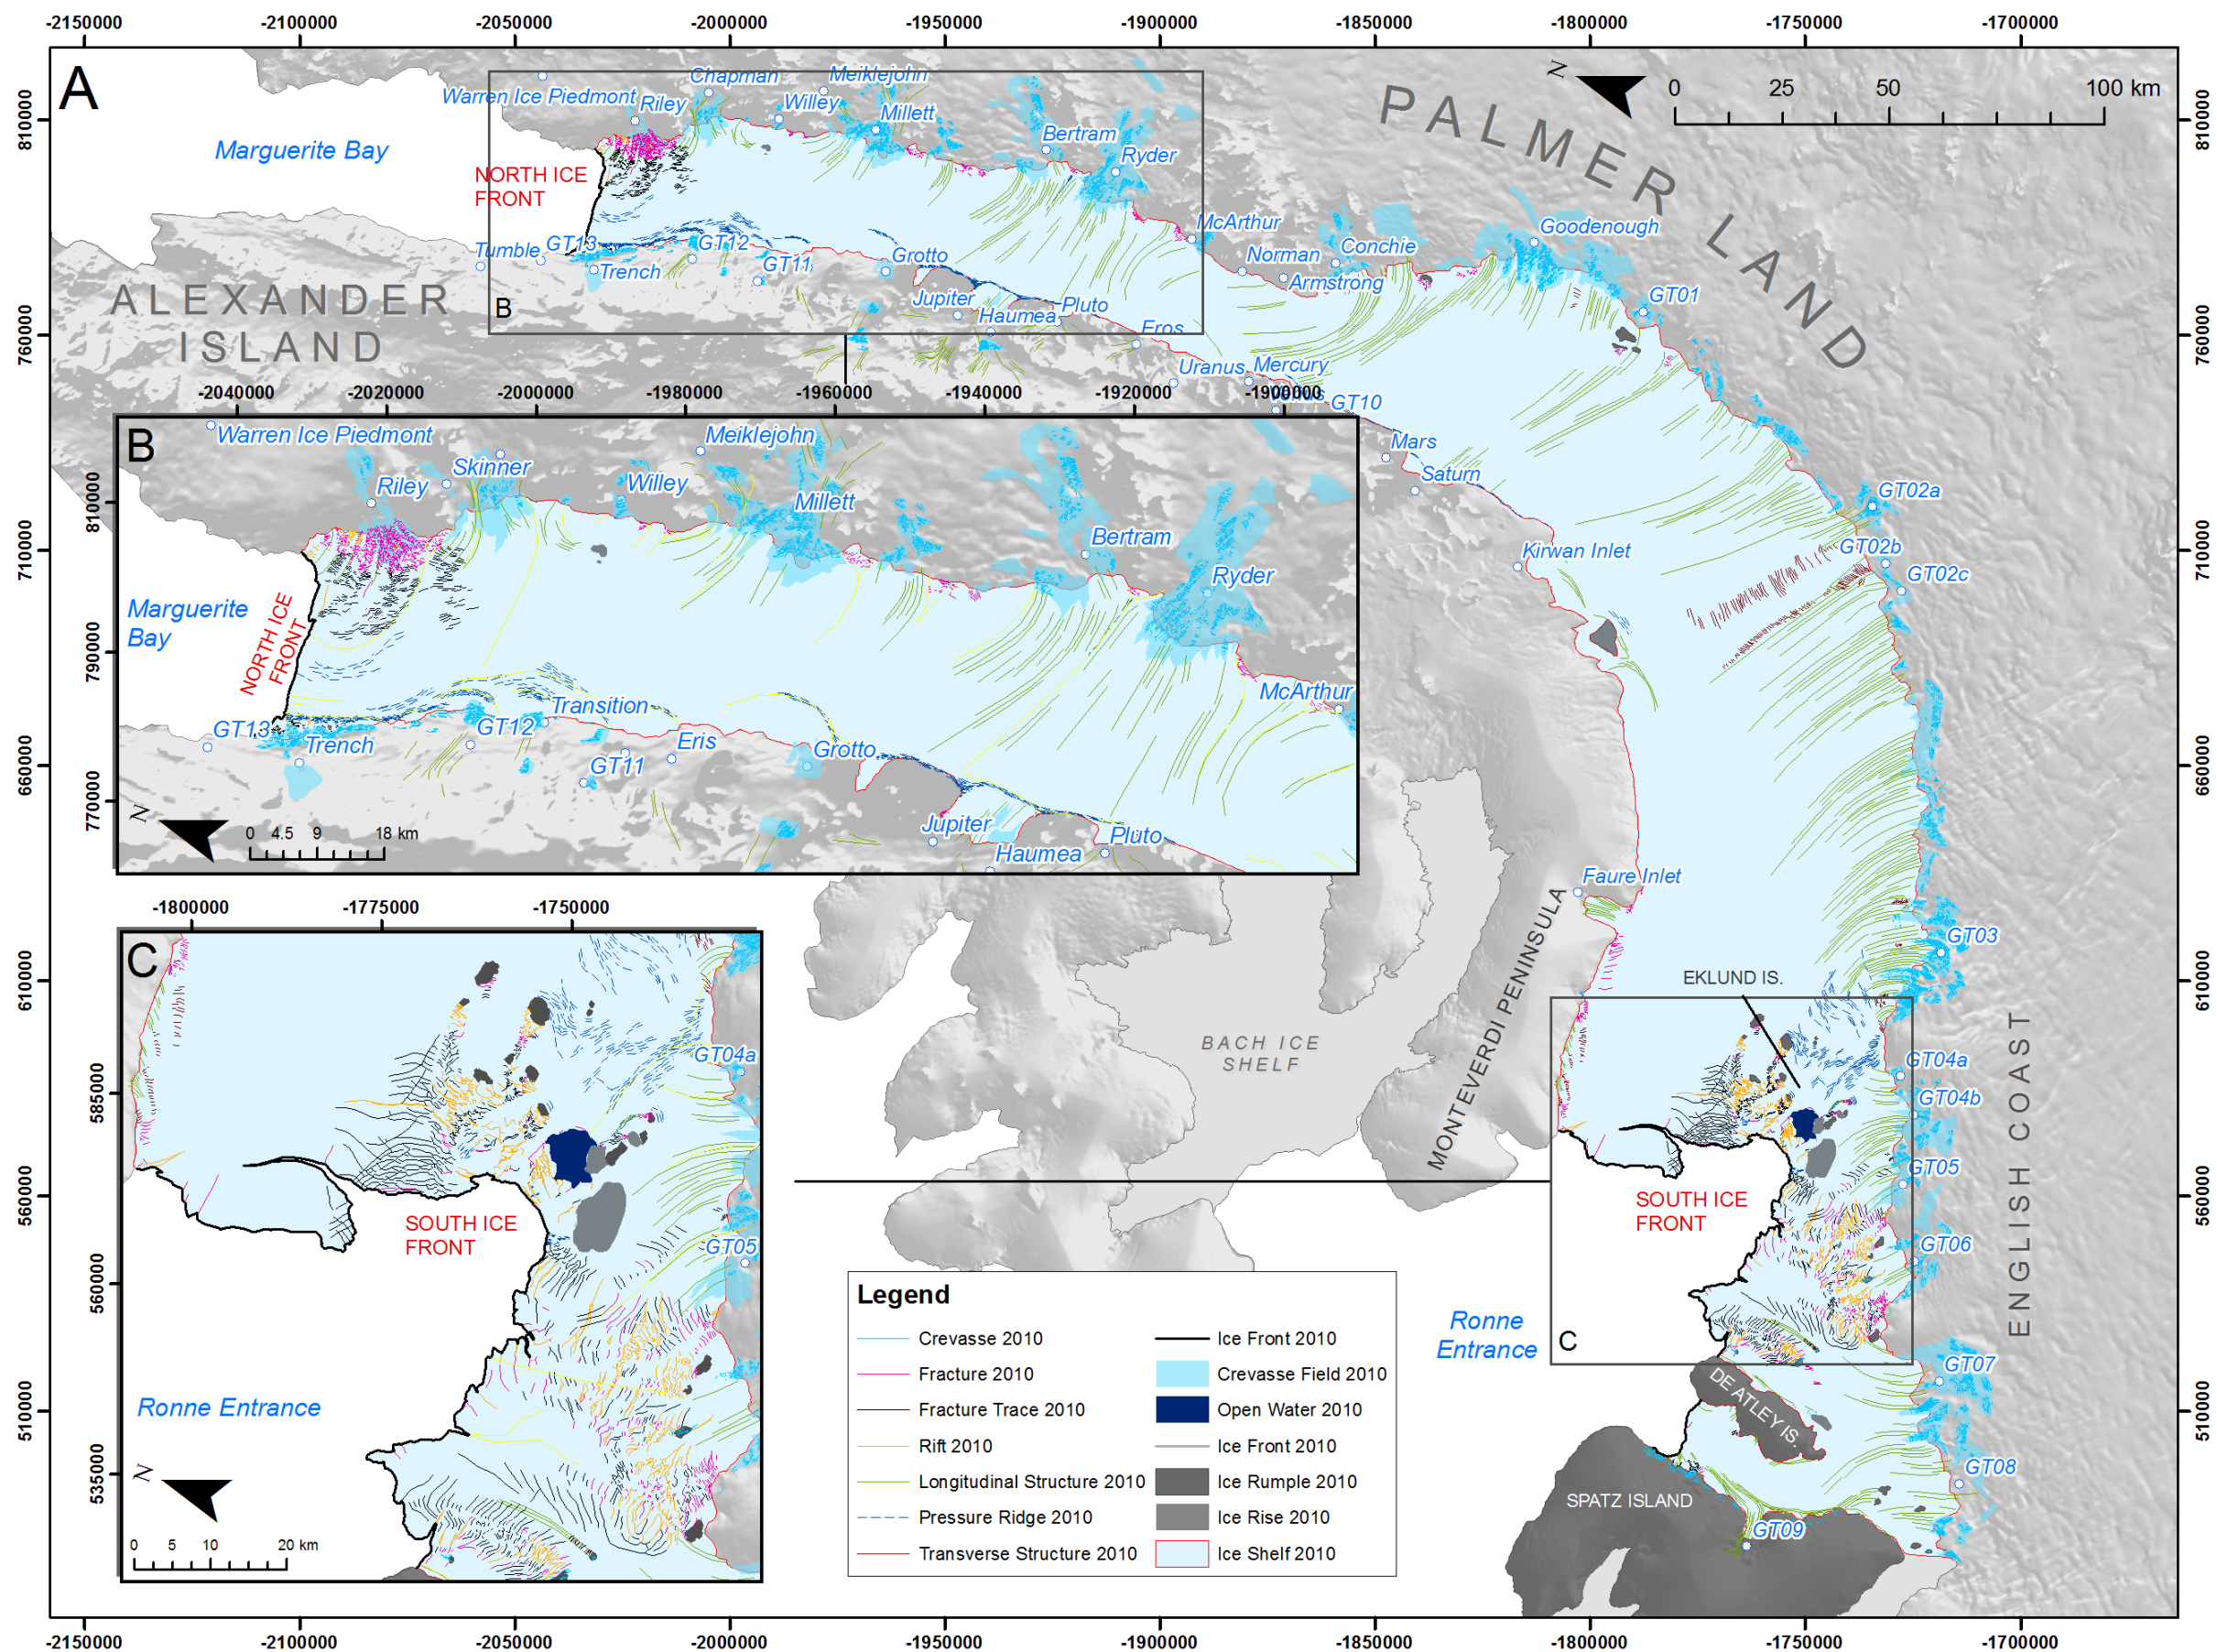 -2150000 -2100000 -2050000 -2000000 -1950000 -1900000 -1850000 -1800000 -1750000 -1700000
A
Chapman
Meiklejohn
Warren Ice Piedmont
Riley
Willey
Millett
Bertram
Ryder
N
0 25 50 100 km
810000
810000
Marguerite Bay
NORTH ICE
FRONT
PALMER LAND
McArthur
Goodenough
Tumble
GT13
GT12
Trench
GT11
Grotto
Norman
Conchie
Armstrong
GT01
ALEXANDER
ISLAND
Jupiter
Haumea
Pluto
B
Eros
760000
760000
Uranus
Mercury
GT10
Mars
Saturn
GT02a
GT02b
GT02c
Kirwan Inlet
710000
710000
-2040000 -2020000 -2000000 -1980000 -1960000 -1940000 -1920000 -1900000
B
Warren Ice Piedmont
Meiklejohn
Skinner
Riley
Willey
Millett
Bertram
Ryder
McArthur
810000
790000
770000
Marguerite
Bay
NORTH ICE
FRONT
GT13
Trench
GT12
Transition
GT11
Eris
Grotto
Jupiter
Haumea
Pluto
N
0 4.5 9 18 km
660000
660000
Faure Inlet
GT03
MONTEVERDI PENINSULA
BACH ICE
SHELF
EKLUND IS.
610000
610000
GT04a
GT04b
GT05
GT06
SOUTH ICE
FRONT
ENGLISH COAST
560000
560000
Ronne
Entrance
C
GT07
DE ATLEY IS.
510000
510000
GT08
SPATZ ISLAND
GT09
-1800000 -1775000 -1750000
C
GT04a
585000
SOUTH ICE
FRONT
GT05
560000
Ronne Entrance
535000
N
0 5 10 20 km
Legend
Crevasse 2010
Fracture 2010
Fracture Trace 2010
Rift 2010
Longitudinal Structure 2010
Pressure Ridge 2010
Transverse Structure 2010
Ice Front 2010
Crevasse Field 2010
Open Water 2010
Ice Front 2010
Ice Rumple 2010
Ice Rise 2010
Ice Shelf 2010
-2150000 -2100000 -2050000 -2000000 -1950000 -1900000 -1850000 -1800000 -1750000 -1700000